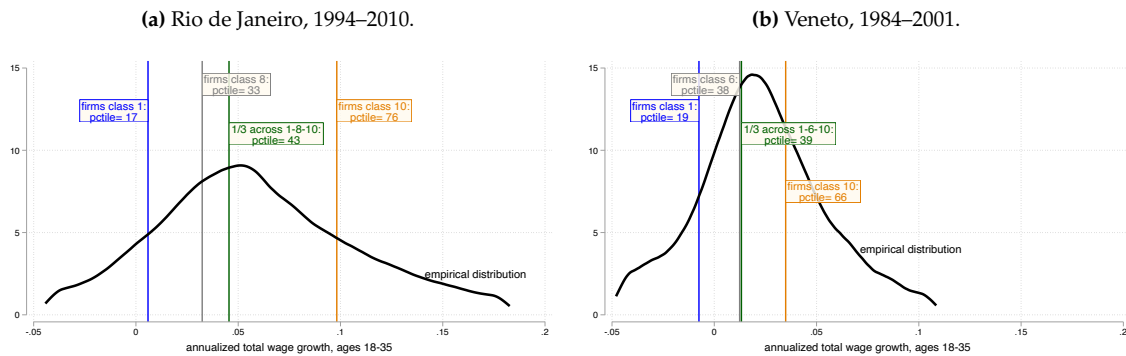 (a) Rio de Janeiro, 1994–2010.
15
10
5
0
firms class 1:
pctile= 17
firms class 8:
pctile= 33
1/3 across 1-8-10:
pctile= 43
firms class 10:
pctile= 76
empirical distribution
-.05 0 .05 .1 .15 .2
annualized total wage growth, ages 18-35
(b) Veneto, 1984–2001.
15
10
5
0
firms class 1:
pctile= 19
firms class 6:
pctile= 38
1/3 across 1-6-10:
pctile= 39
firms class 10:
pctile= 66
empirical distribution
-.05 0 .05 .1 .15 .2
annualized total wage growth, ages 18-35